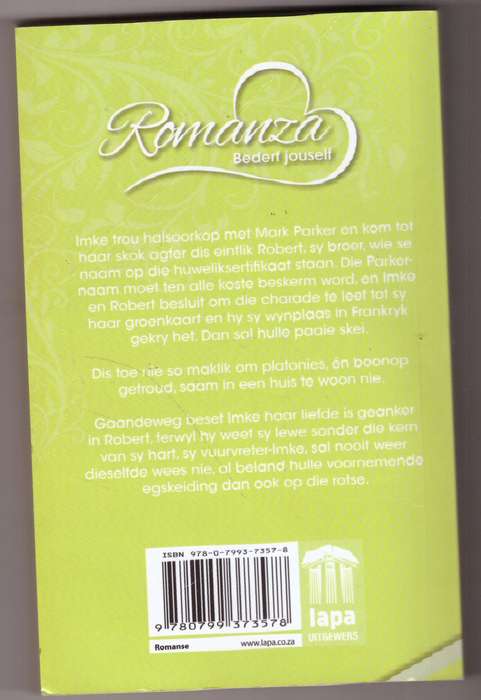 Romanza
Bederf jouself
Imke trou halsoorkop met Mark Parker en kom tot
haar skok agter dis eintlik Robert, sy broer, wie se
naam op die huweliksertifikaat staan. Die Parker-
naam moet ten alle koste beskerm word, en Imke
en Robert besluit om die charade te leef tot sy
haar groenkaart en hy sy wynplaas in Frankryk
gekry het. Dan sal hulle paaie skei.
Dis toe nie so maklik om platonies, én boonop
getroud, saam in een huis te woon nie.
Gaandeweg besef Imke haar liefde is geanker
in Robert, terwyl hy weet sy lewe sonder die kern
van sy hart, sy vuurvreter-Imke, sal nooit weer
dieselfde wees nie, al beland hulle voornemende
egskeiding dan ook op die rotse.
ISBN 978-0-7993-7357-8
9 780799 373578
Romanse www.lapa.co.za
lapa
UITGEWERS